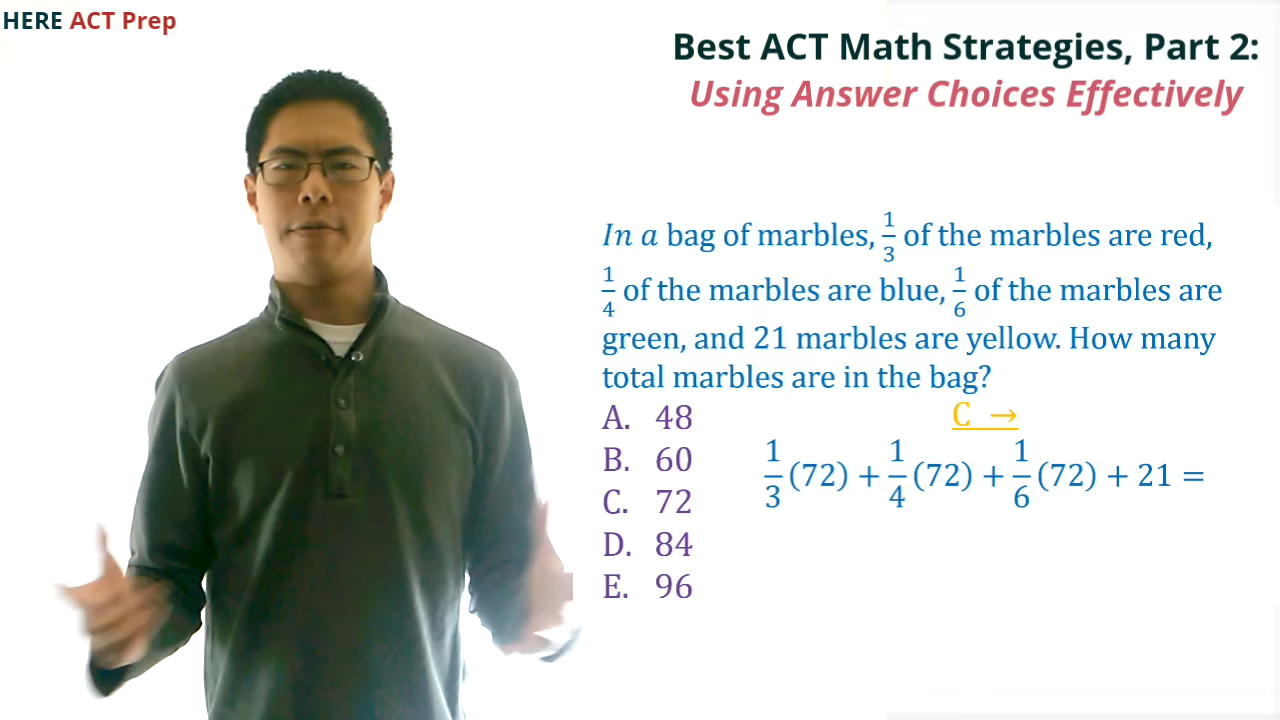 HERE ACT Prep
Best ACT Math Strategies, Part 2:
Using Answer Choices Effectively
In a bag of marbles, 1/3 of the marbles are red,
1/4 of the marbles are blue, 1/6 of the marbles are
green, and 21 marbles are yellow. How many
total marbles are in the bag?
A. 48
C →
B. 60
1/3(72) + 1/4(72) + 1/6(72) + 21 =
C. 72
D. 84
E. 96